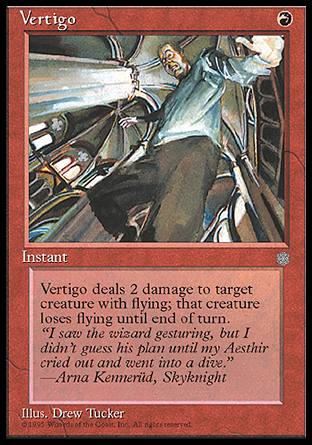 Vertigo
Instant
Vertigo deals 2 damage to target
creature with flying; that creature
loses flying until end of turn.
“I saw the wizard gesturing, but I
didn’t guess his plan until my Aesthir
cried out and went into a dive.”
—Arna Kennerüd, Skyknight
Illus. Drew Tucker
©1995 Wizards of the Coast, Inc. All rights reserved.